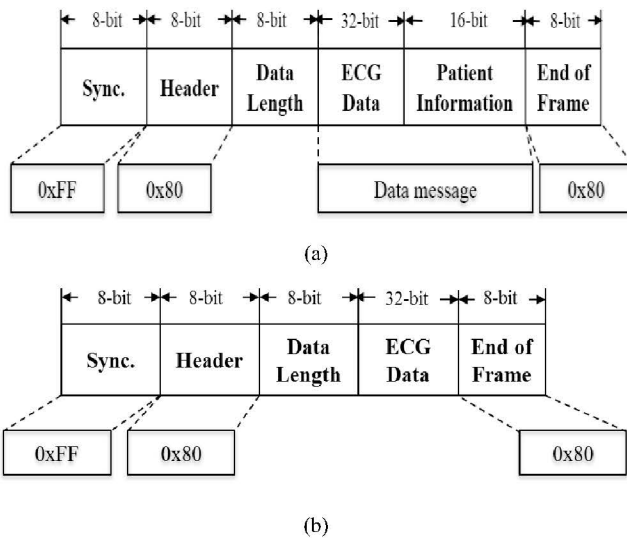 8-bit 8-bit 8-bit 32-bit 16-bit 8-bit
Sync. Header Data Length ECG Data Patient Information End of Frame
0xFF 0x80 Data message 0x80
(a)
8-bit 8-bit 8-bit 32-bit 8-bit
Sync. Header Data Length ECG Data End of Frame
0xFF 0x80 0x80
(b)